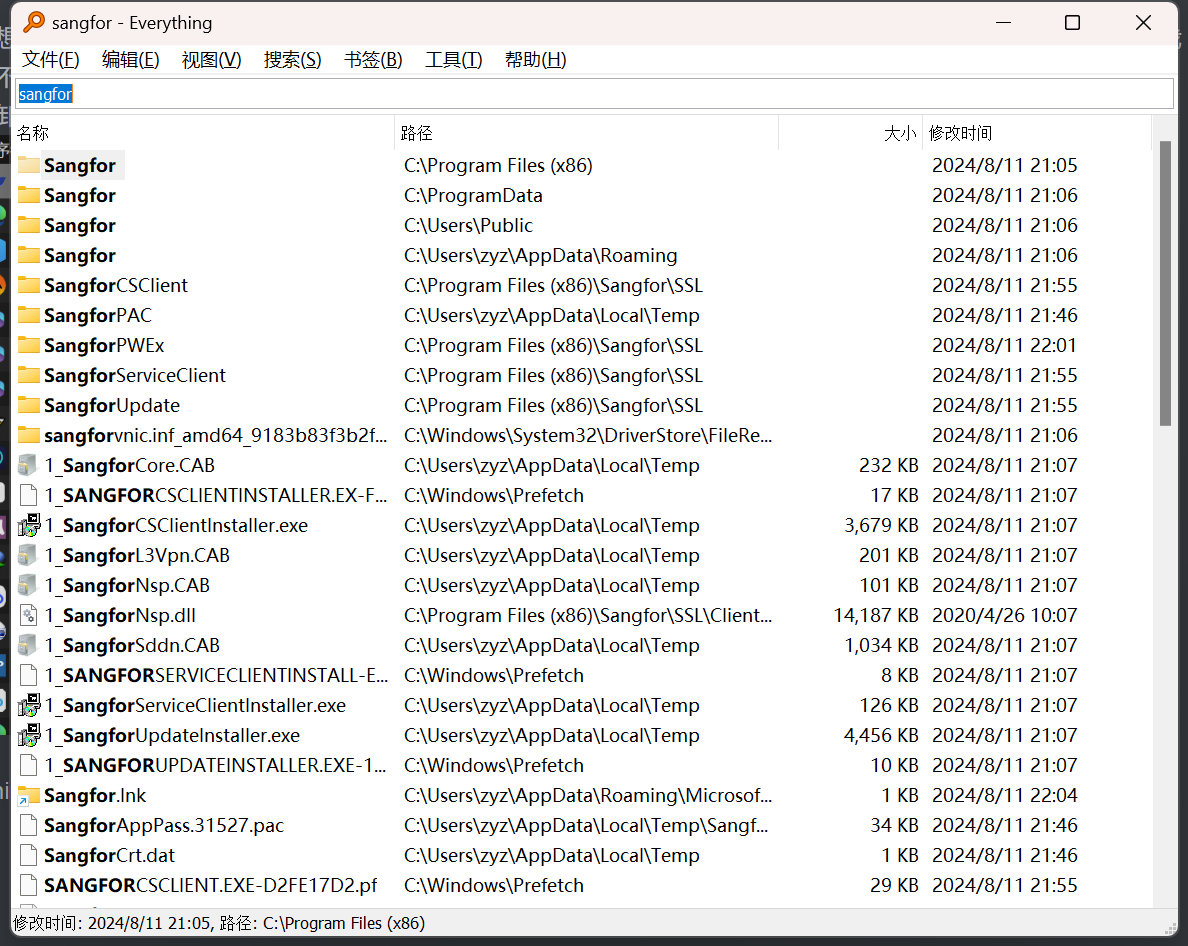 sangfor - Everything
文件(F) 编辑(E) 视图(V) 搜索(S) 书签(B) 工具(T) 帮助(H)
sangfor
名称 路径 大小 修改时间
Sangfor C:\Program Files (x86) 2024/8/11 21:05
Sangfor C:\ProgramData 2024/8/11 21:06
Sangfor C:\Users\Public 2024/8/11 21:06
Sangfor C:\Users\zyz\AppData\Roaming 2024/8/11 21:06
SangforCSClient C:\Program Files (x86)\Sangfor\SSL 2024/8/11 21:55
SangforPAC C:\Users\zyz\AppData\Local\Temp 2024/8/11 21:46
SangforPWEx C:\Program Files (x86)\Sangfor\SSL 2024/8/11 22:01
SangforServiceClient C:\Program Files (x86)\Sangfor\SSL 2024/8/11 21:55
SangforUpdate C:\Program Files (x86)\Sangfor\SSL 2024/8/11 21:55
sangforvnic.inf_amd64_9183b83f3b2f... C:\Windows\System32\DriverStore\FileRe... 2024/8/11 21:06
1_SangforCore.CAB C:\Users\zyz\AppData\Local\Temp 232 KB 2024/8/11 21:07
1_SANGFORCSCLIENTINSTALLER.EX-F... C:\Windows\Prefetch 17 KB 2024/8/11 21:07
1_SangforCSClientInstaller.exe C:\Users\zyz\AppData\Local\Temp 3,679 KB 2024/8/11 21:07
1_SangforL3Vpn.CAB C:\Users\zyz\AppData\Local\Temp 201 KB 2024/8/11 21:07
1_SangforNsp.CAB C:\Users\zyz\AppData\Local\Temp 101 KB 2024/8/11 21:07
1_SangforNsp.dll C:\Program Files (x86)\Sangfor\SSL\Client... 14,187 KB 2020/4/26 10:07
1_SangforSddn.CAB C:\Users\zyz\AppData\Local\Temp 1,034 KB 2024/8/11 21:07
1_SANGFORSERVICECLIENTINSTALL-E... C:\Windows\Prefetch 8 KB 2024/8/11 21:07
1_SangforServiceClientInstaller.exe C:\Users\zyz\AppData\Local\Temp 126 KB 2024/8/11 21:07
1_SangforUpdateInstaller.exe C:\Users\zyz\AppData\Local\Temp 4,456 KB 2024/8/11 21:07
1_SANGFORUPDATEINSTALLER.EXE-1... C:\Windows\Prefetch 10 KB 2024/8/11 21:07
Sangfor.lnk C:\Users\zyz\AppData\Roaming\Microsof... 1 KB 2024/8/11 22:04
SangforAppPass.31527.pac C:\Users\zyz\AppData\Local\Temp\Sangf... 34 KB 2024/8/11 21:46
SangforCrt.dat C:\Users\zyz\AppData\Local\Temp 1 KB 2024/8/11 21:46
SANGFORCSCLIENT.EXE-D2FE17D2.pf C:\Windows\Prefetch 29 KB 2024/8/11 21:55
修改时间: 2024/8/11 21:05, 路径: C:\Program Files (x86)